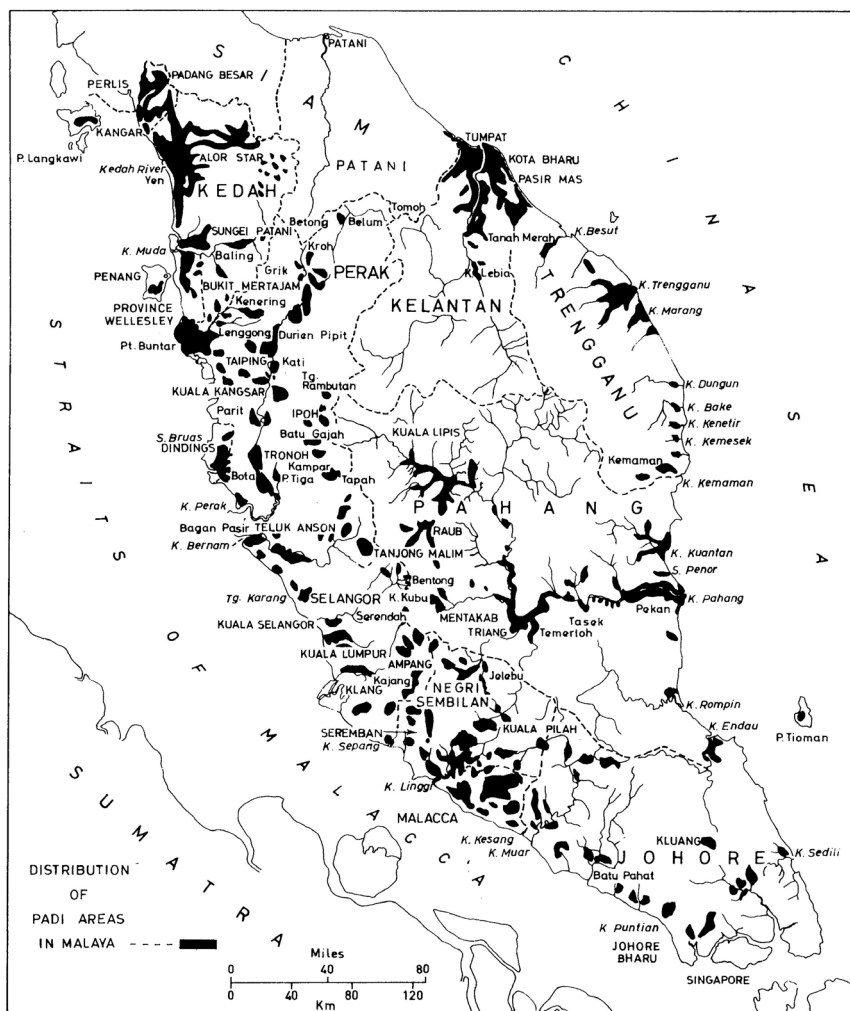 PATANI
S I A M
CHINA SEA
PADANG BESAR
PERLIS
KANGAR
P. Langkawi
ALOR STAR
Kedah River
Yen
KEDAH
PATANI
TUMPAT
KOTA BHARU
PASIR MAS
Tomoh
Betong
Belum
Tanah Merah
K. Besut
SUNGEI PATANI
K. Muda
Baling
Kroh
Grik
PERAK
K. Lebia
PENANG
BUKIT MERTAJAM
Kenering
KELANTAN
TRENGGANU
K. Trengganu
K. Marang
PROVINCE
WELLESLEY
Lenggong
Durian Pipit
Pt. Buntar
TAIPING
Kati
Tg.
Rambutan
KUALA KANGSAR
K. Dungun
Parit
IPOH
K. Bake
Batu Gajah
KUALA LIPIS
K. Kenetir
S. Bruas
DINDINGS
TRONOH
K. Kemesek
Kampar
Kemaman
Bota
P. Tiga
Tapah
K. Kemaman
K. Perak
PAHANG
Bagan Pasir
TELUK ANSON
RAUB
K. Bernam
TANJONG MALIM
K. Kuantan
S. Penor
Bentong
Tg. Karang
SELANGOR
K. Kubu
K. Pahang
Pekan
Serendah
MENTAKAB
Tasek
KUALA SELANGOR
TRIANG
Temerloh
KUALA LUMPUR
AMPANG
Kajang
Jelebu
KLANG
NEGRI
SEMBILAN
K. Rompin
SEREMBAN
KUALA PILAH
K. Endau
K. Sepang
P. Tioman
K. Linggi
MALACCA
K. Kesang
K. Muar
KLUANG
JOHORE
K. Sedili
Batu Pahat
K. Puntian
JOHORE
BHARU
SINGAPORE
STRAITS OF MALACCA
SUMATRA
DISTRIBUTION
OF
PADI AREAS
IN MALAYA
Miles
0 40 80
0 40 80 120
Km